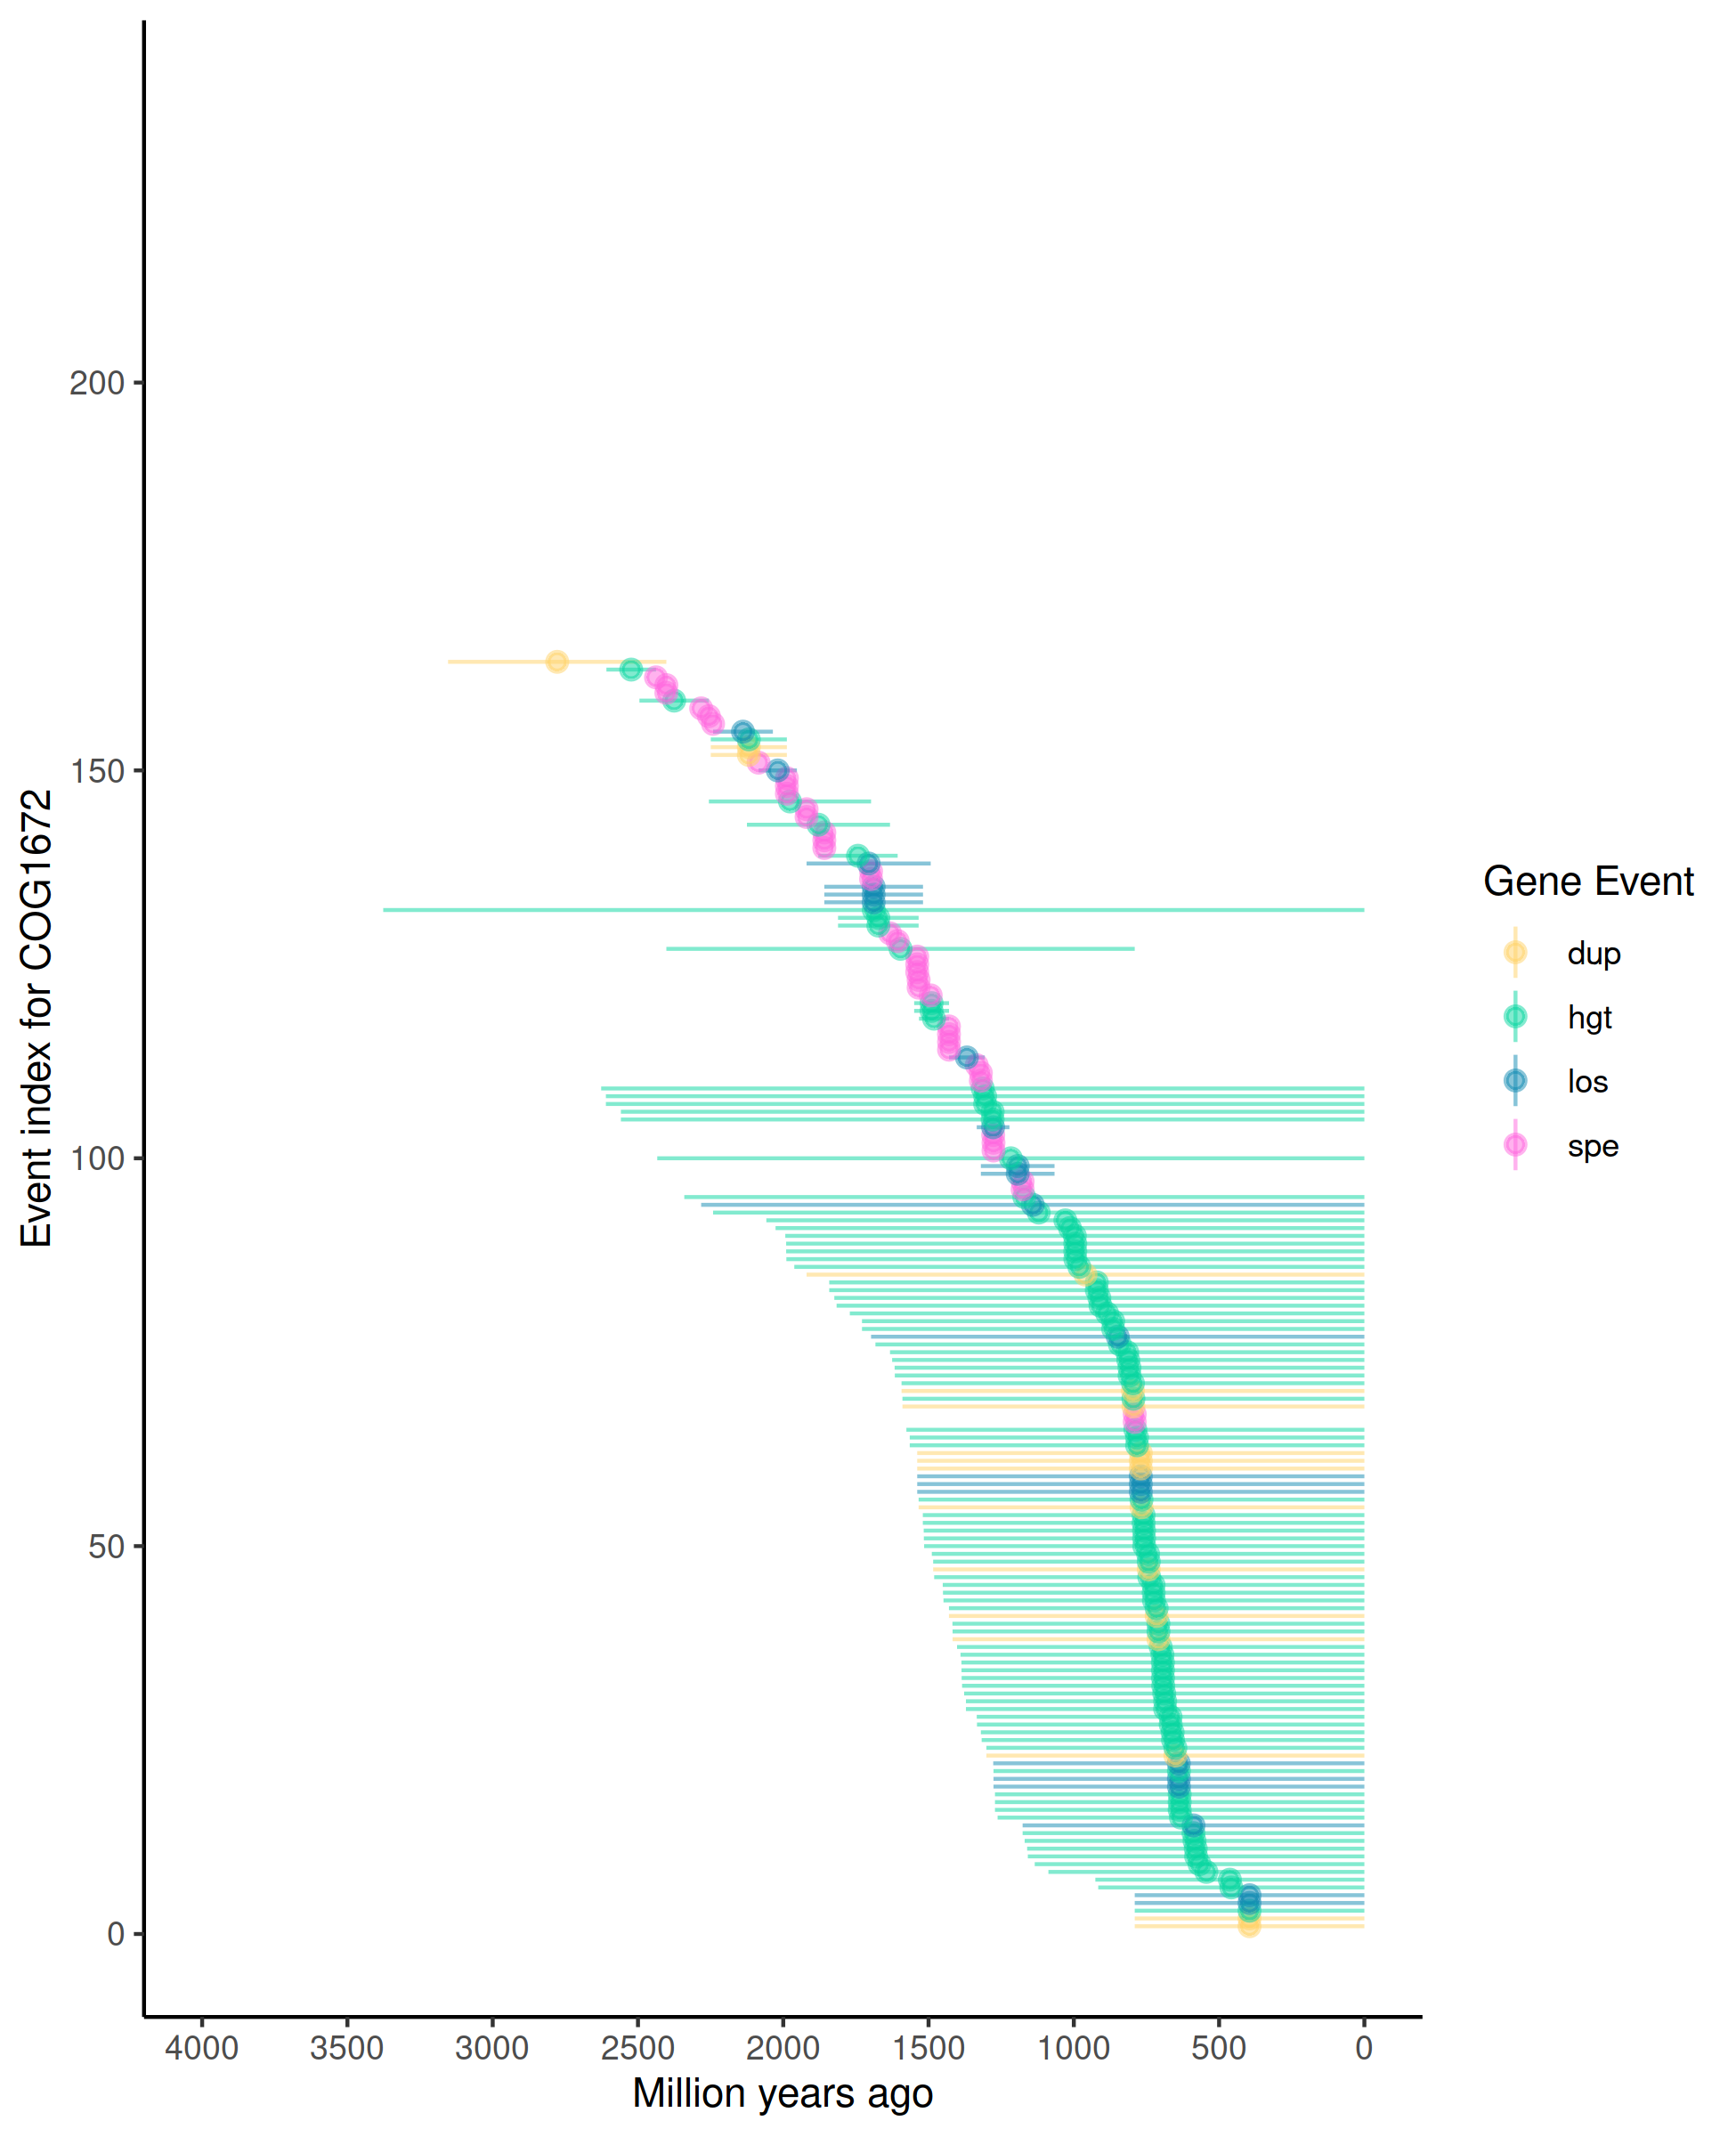 200
150
100
50
0
Event index for COG1672
4000 3500 3000 2500 2000 1500 1000 500 0
Million years ago
Gene Event
dup
hgt
los
spe